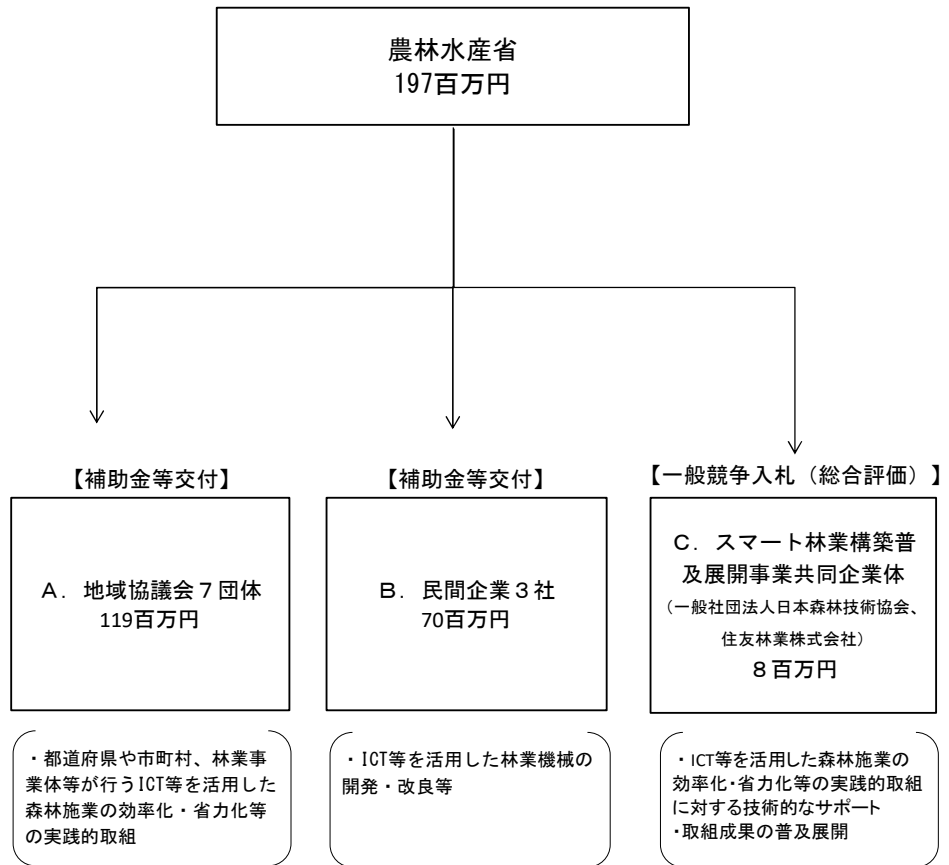 農林水産省
197百万円
【補助金等交付】
A．地域協議会７団体
119百万円
・都道府県や市町村、林業事
業体等が行うICT等を活用した
森林施業の効率化・省力化等
の実践的取組
【補助金等交付】
B．民間企業３社
70百万円
・ICT等を活用した林業機械の
開発・改良等
【一般競争入札（総合評価）】
C．スマート林業構築普
及展開事業共同企業体
（一般社団法人日本森林技術協会、
住友林業株式会社）
８百万円
・ICT等を活用した森林施業の
効率化・省力化等の実践的取組
に対する技術的なサポート
・取組成果の普及展開